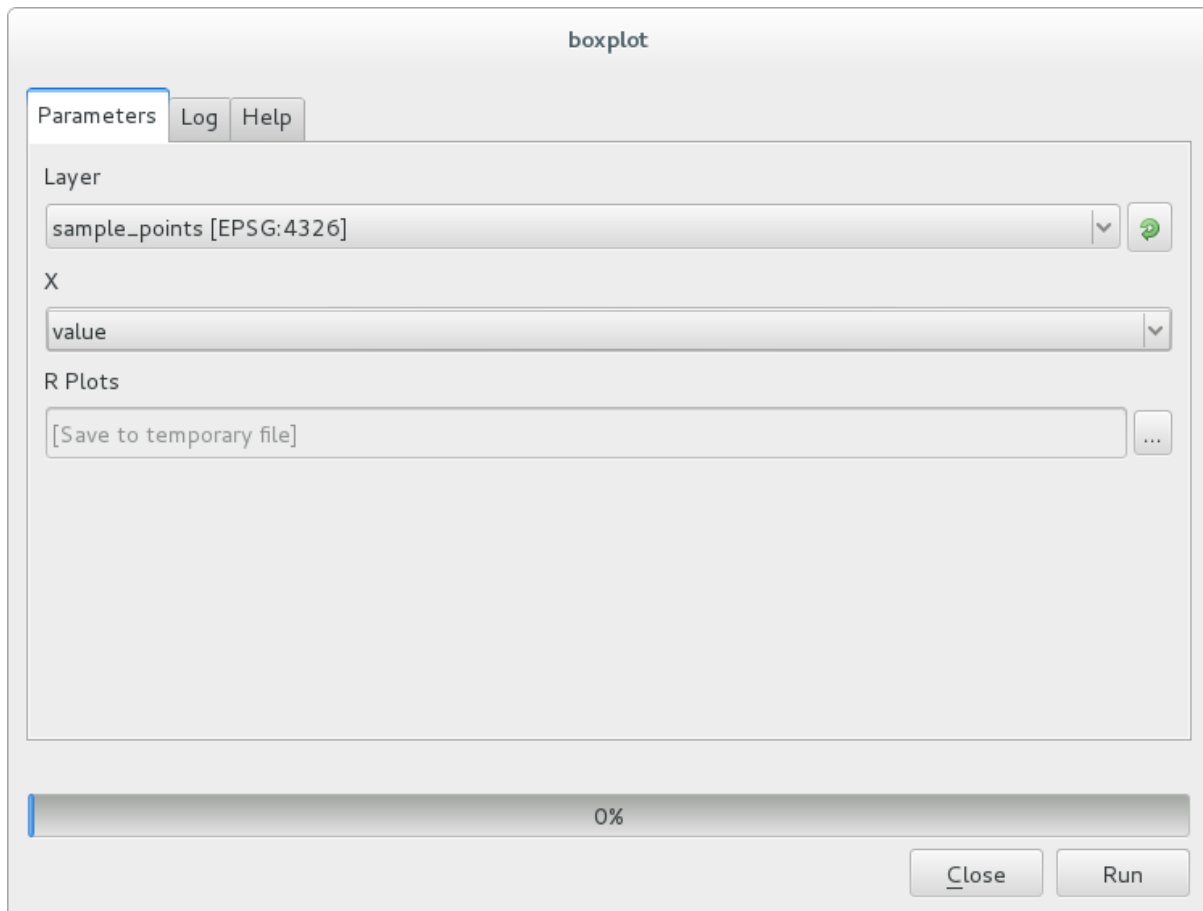 boxplot
Parameters Log Help
Layer
sample_points [EPSG:4326]
X
value
R Plots
[Save to temporary file]
...
0%
Close Run